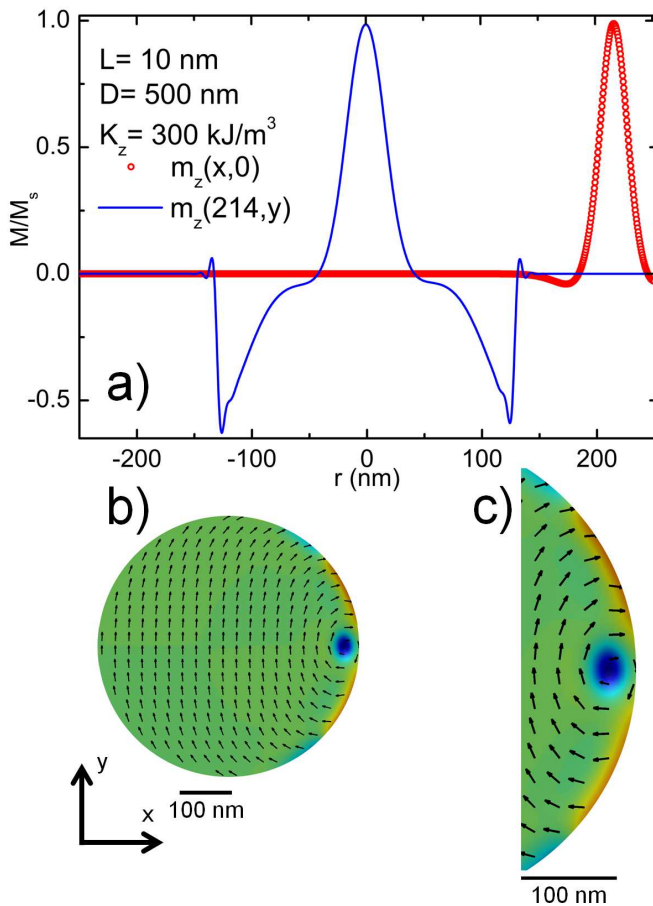 1.0
0.5
0.0
-0.5
M/M_s
L= 10 nm
D= 500 nm
K_z= 300 kJ/m^3
m_z(x,0)
m_z(214,y)
a)
-200 -100 0 100 200
r (nm)
b)
c)
y
x
100 nm
100 nm